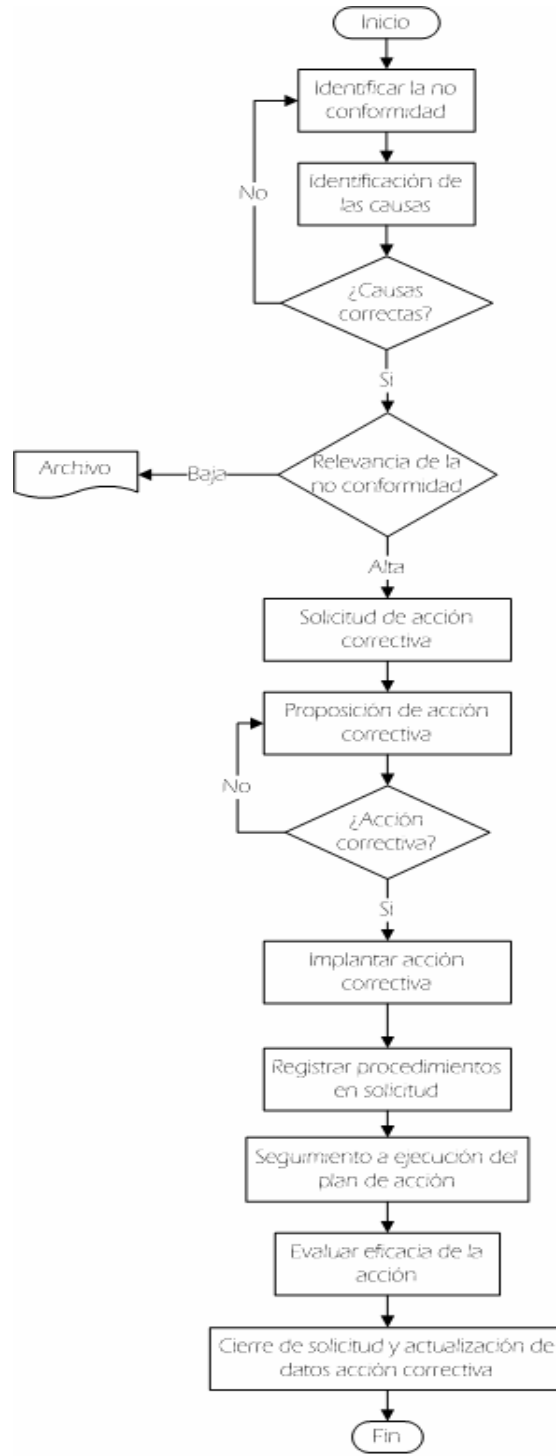 Inicio
Identificar la no
conformidad
Identificación de
las causas
No
¿Causas
correctas?
Si
Relevancia de la
no conformidad
Baja
Archivo
Alta
Solicitud de acción
correctiva
Proposición de acción
correctiva
No
¿Acción
correctiva?
Si
Implantar acción
correctiva
Registrar procedimientos
en solicitud
Seguimiento a ejecución del
plan de acción
Evaluar eficacia de la
acción
Cierre de solicitud y actualización de
datos acción correctiva
Fin